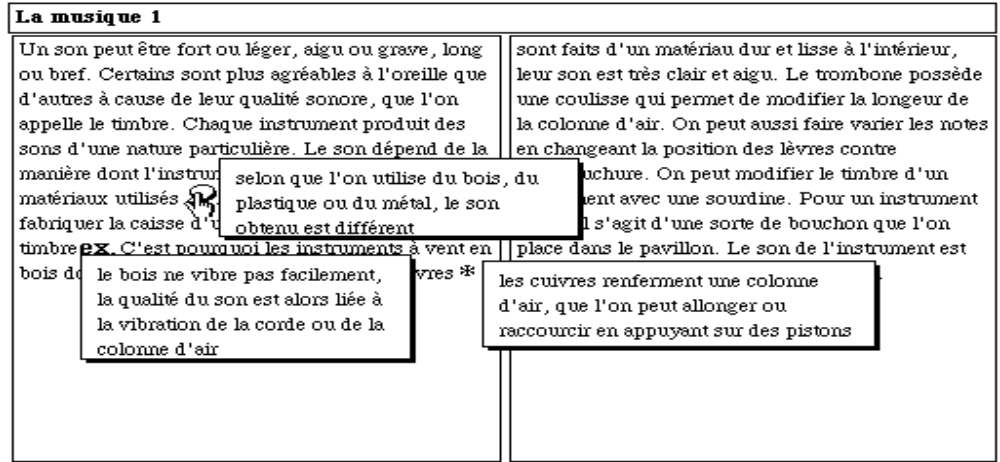 La musique 1
Un son peut être fort ou léger, aigu ou grave, long
ou bref. Certains sont plus agréables à l'oreille que
d'autres à cause de leur qualité sonore, que l'on
appelle le timbre. Chaque instrument produit des
sons d'une nature particulière. Le son dépend de la
manière dont l'instrum
matériaux utilisés
fabriquer la caisse d'u
timbre ex. C'est pourquoi les instruments à vent en
bois do
vres *
selon que l'on utilise du bois, du
plastique ou du métal, le son
obtenu est différent
le bois ne vibre pas facilement,
la qualité du son est alors liée à
la vibration de la corde ou de la
colonne d'air
sont faits d'un matériau dur et lisse à l'intérieur,
leur son est très clair et aigu. Le trombone possède
une coulisse qui permet de modifier la longeur de
la colonne d'air. On peut aussi faire varier les notes
en changeant la position des lèvres contre
uchure. On peut modifier le timbre d'un
ent avec une sourdine. Pour un instrument
l s'agit d'une sorte de bouchon que l'on
place dans le pavillon. Le son de l'instrument est
les cuivres renferment une colonne
d'air, que l'on peut allonger ou
raccourcir en appuyant sur des pistons